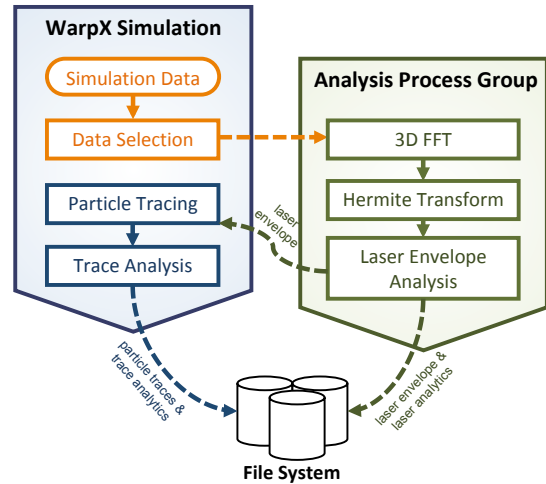 WarpX Simulation
Simulation Data
Data Selection
Particle Tracing
Trace Analysis
Analysis Process Group
3D FFT
Hermite Transform
Laser Envelope
Analysis
laser
envelope
particle traces &
trace analytics
laser envelope &
laser analytics
File System